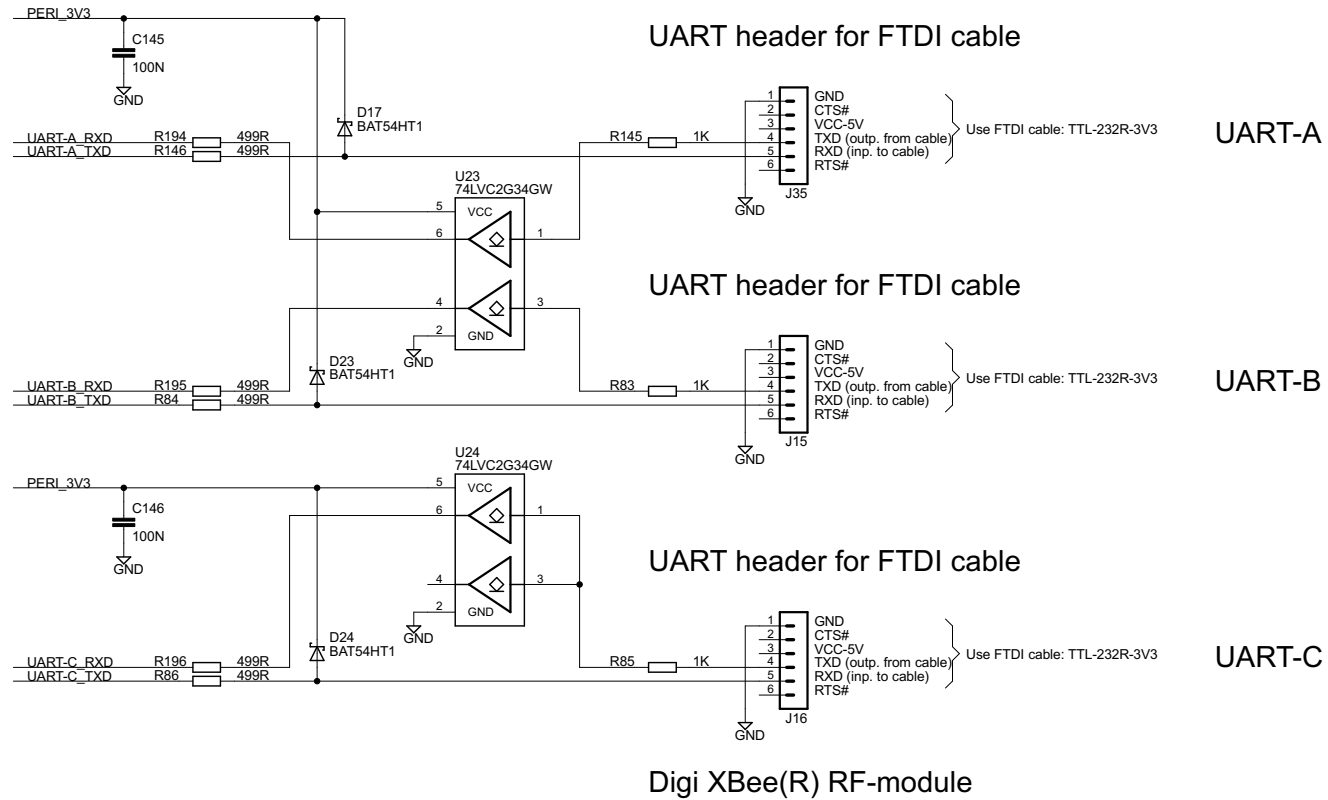 PERI_3V3
UART header for FTDI cable
C145
100N
GND
D17
BAT54HT1
1 GND
2 CTS#
3 VCC-5V
4 TXD (outp. from cable)
5 RXD (inp. to cable)
6 RTS#
J35
Use FTDI cable: TTL-232R-3V3
UART-A
UART-A_RXD R194 499R
UART-A_TXD R146 499R
R145 1K
GND
U23
74LVC2G34GW
5 VCC
6 1
4 3
2 GND
GND
UART header for FTDI cable
D23
BAT54HT1
1 GND
2 CTS#
3 VCC-5V
4 TXD (outp. from cable)
5 RXD (inp. to cable)
6 RTS#
J15
Use FTDI cable: TTL-232R-3V3
UART-B
UART-B_RXD R195 499R
UART-B_TXD R84 499R
R83 1K
GND
U24
74LVC2G34GW
PERI_3V3
5 VCC
6 1
4 3
2 GND
GND
C146
100N
GND
UART header for FTDI cable
D24
BAT54HT1
1 GND
2 CTS#
3 VCC-5V
4 TXD (outp. from cable)
5 RXD (inp. to cable)
6 RTS#
J16
Use FTDI cable: TTL-232R-3V3
UART-C
UART-C_RXD R196 499R
UART-C_TXD R86 499R
R85 1K
GND
Digi XBee(R) RF-module